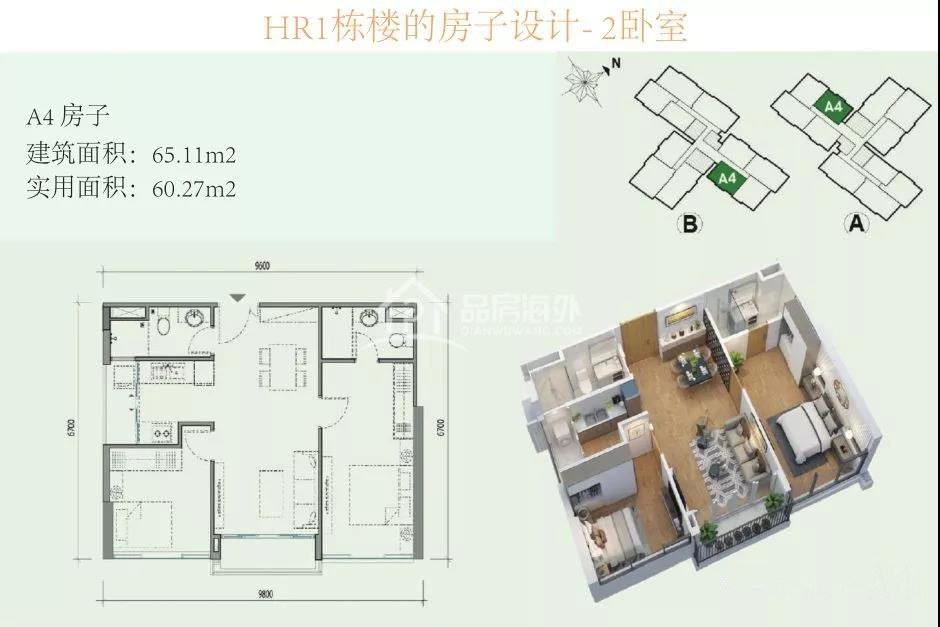 HR1栋楼的房子设计- 2卧室
N
A4 房子
建筑面积：65.11m2
实用面积：60.27m2
A4
A4
B
A
9600
品房海外
QIANWUWANG.COM
6700
6700
9800